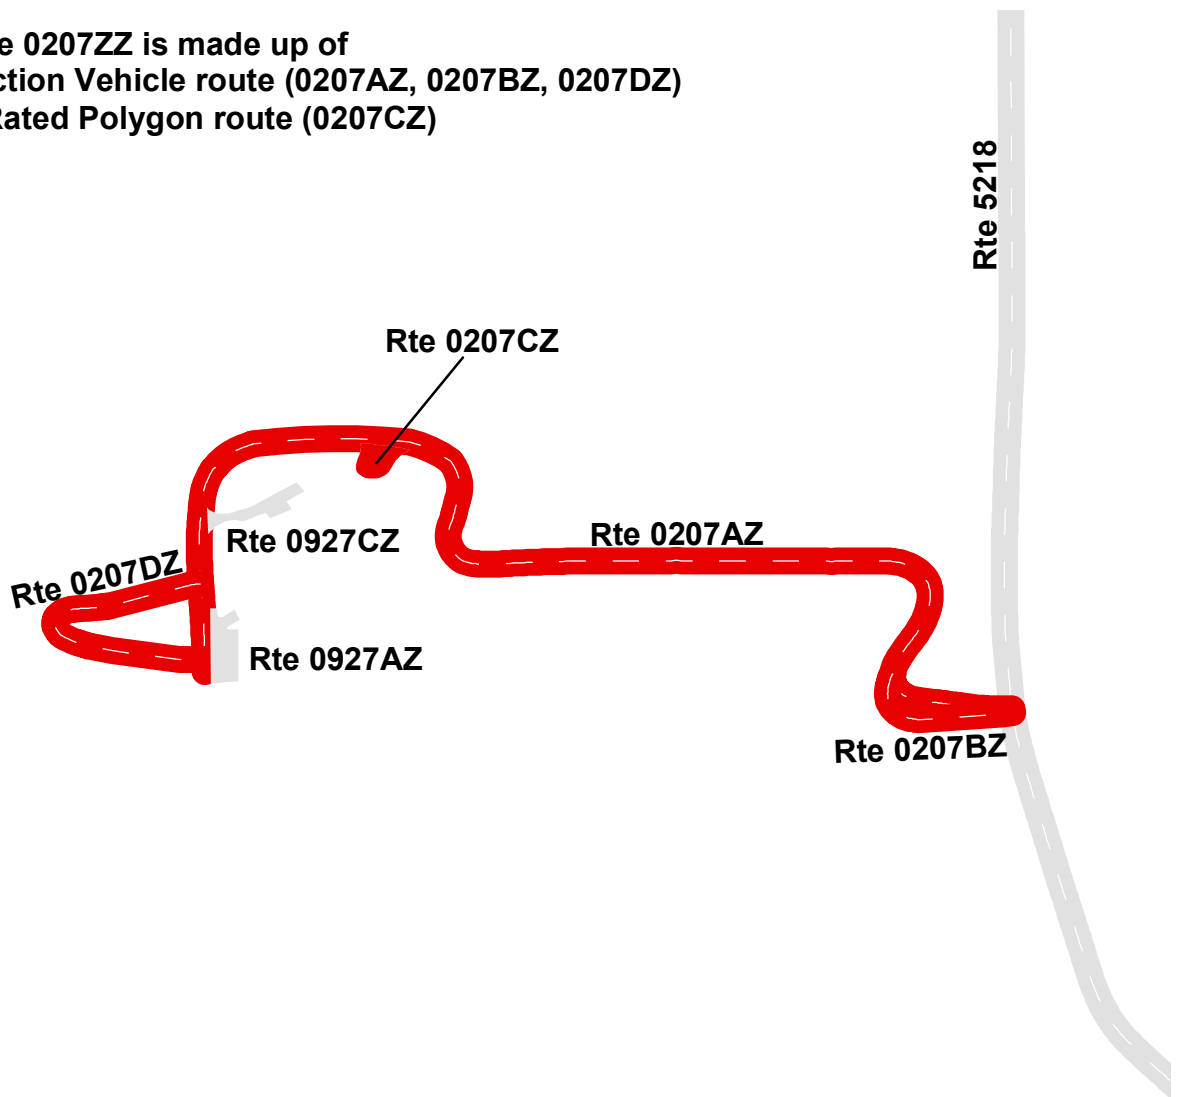 e 0207ZZ is made up of
ction Vehicle route (0207AZ, 0207BZ, 0207DZ)
Rated Polygon route (0207CZ)
Rte 5218
Rte 0207CZ
Rte 0207AZ
Rte 0927CZ
Rte 0207DZ
Rte 0927AZ
Rte 0207BZ